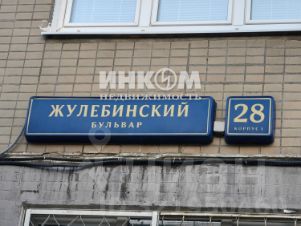 ИНКОМ
НЕДВИЖИМОСТЬ
ЖУЛЕБИНСКИЙ
БУЛЬВАР
28
КОРПУС 1